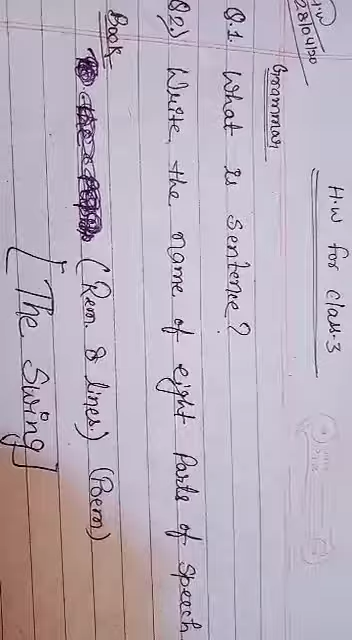 H.W
28/04/20
H.W for Class-3
Grammar
Q.1. What is Sentence?
Q2.) Write, the name of eight Parts of Speech
Book
(Rem. 8 lines.) (Poem)
[The Swing]